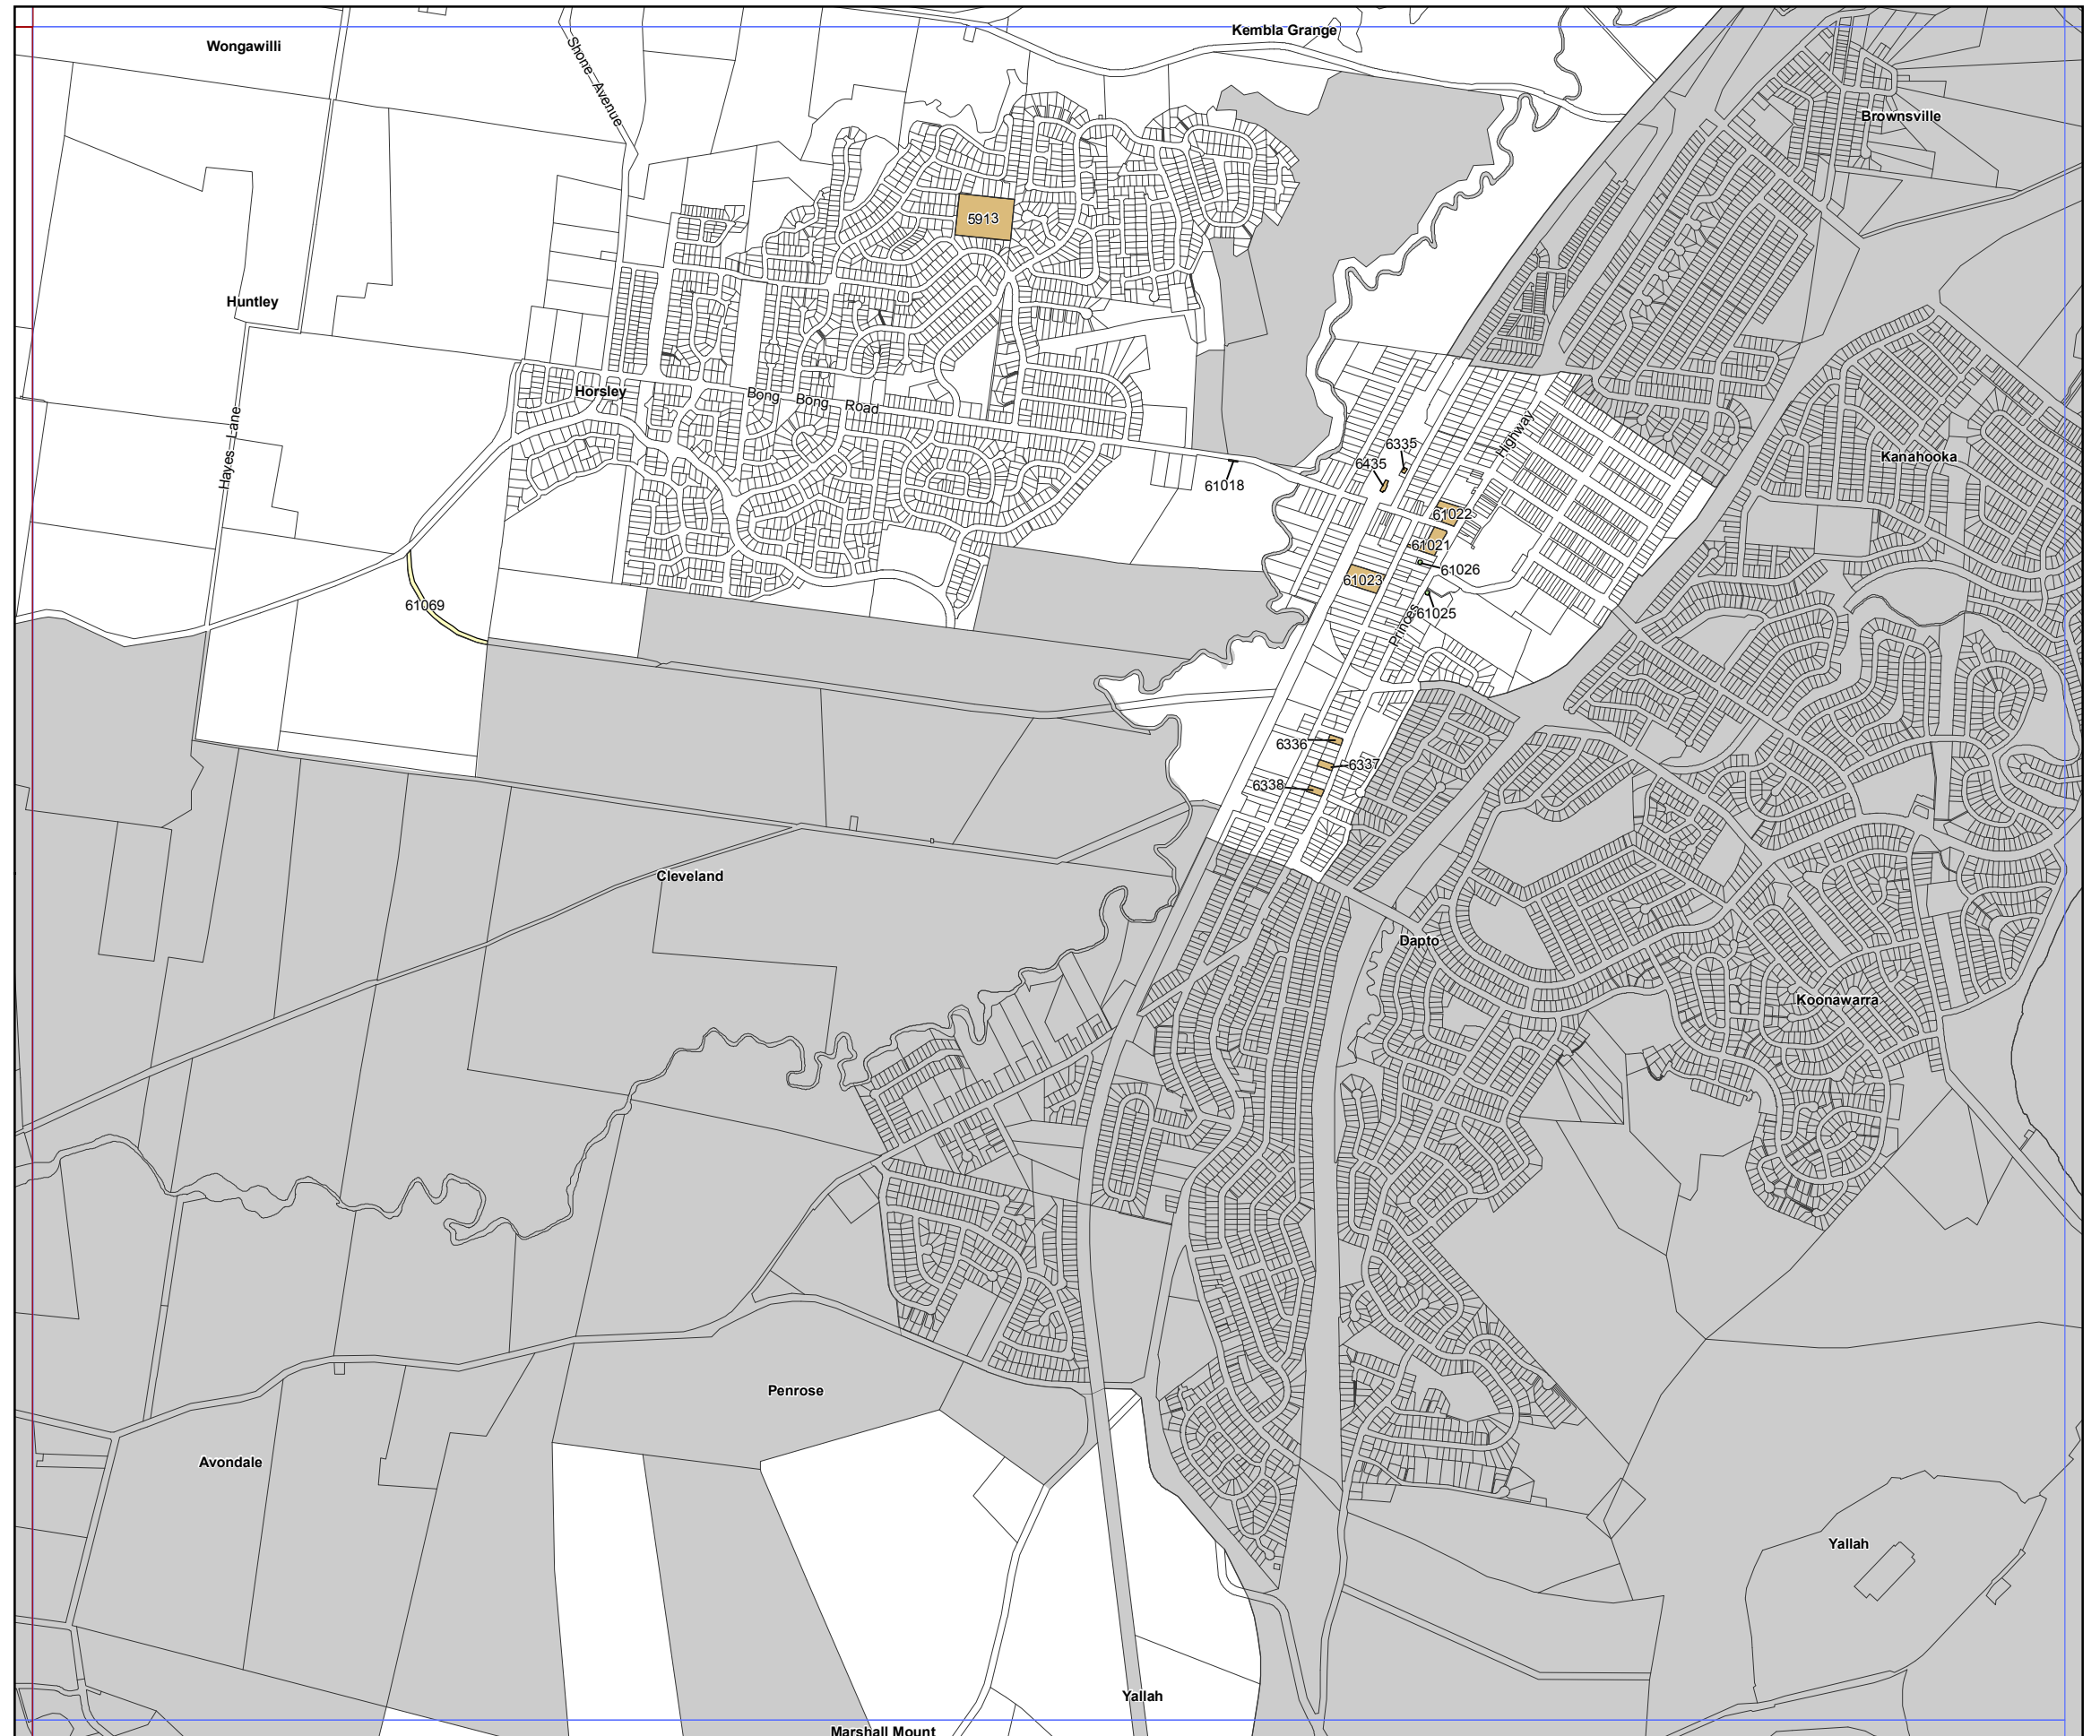 Kembla Grange
Wongawilli
Shone Avenue
Brownsville
5913
Huntley
Horsley
Bong Bong Road
Hayes Lane
Highway
6335
Kanahooka
6435
61018
61022
61021
61026
61023
61069
61025
Princes
6336
6337
6338
Cleveland
Dapto
Koonawarra
Penrose
Avondale
Yallah
Yallah
Marshall Mount